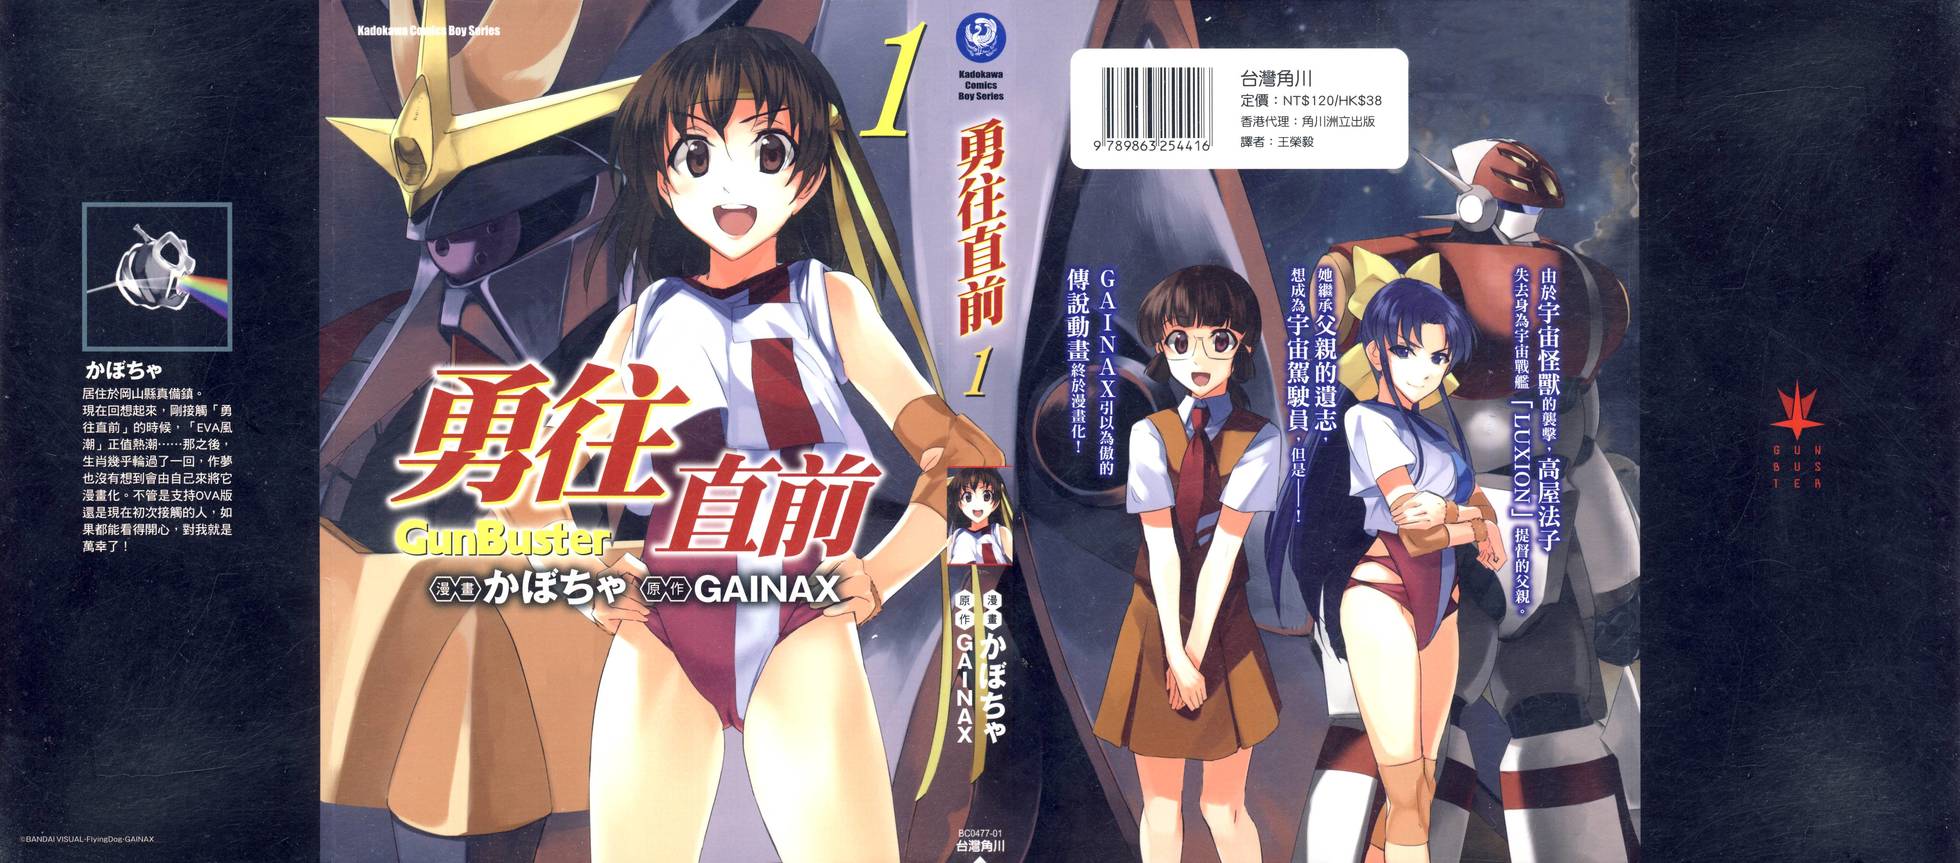 かぼちゃ
居住於岡山縣真備鎮。
現在回想起來，剛接觸「勇
往直前」的時候，「EVA風
潮」正值熱潮……那之後，
生肖幾乎輪過了一回，作夢
也沒有想到會由自己來將它
漫畫化。不管是支持OVA版
還是現在初次接觸的人，如
果都能看得開心，對我就是
萬幸了！
©BANDAI VISUAL·FlyingDog·GAINAX
Kadokawa Comics Boy Series
1
勇往
直前
GunBuster
漫畫 かぼちゃ 原作 GAINAX
Kadokawa
Comics
Boy Series
勇往直前
1
漫畫 かぼちゃ
原作 GAINAX
BC0477-01
台灣角川
9 789863 254416
台灣角川
定價：NT$120/HK$38
香港代理：角川洲立出版
譯者：王榮毅
由於宇宙怪獸的襲擊，高屋法子
失去身為宇宙戰艦「LUXION」提督的父親。
她繼承父親的遺志，
想成為宇宙駕駛員，但是——！
GAINAX引以為傲的
傳說動畫終於漫畫化！
GUN
BUS
TER